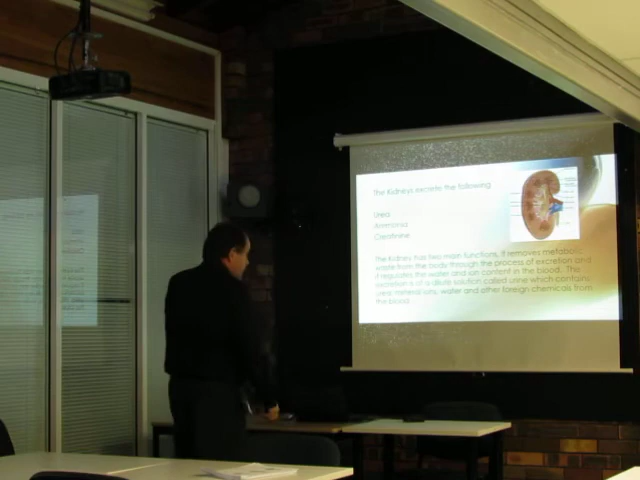 The Kidneys excrete the following
Urea
Ammonia
Creatinine
The Kidney has two main functions. It removes metabolic
waste from the body through the process of excretion and
it regulates the water and ion content in the blood. This
excretion is of a dilute solution called urine which contains
urea mineral ions, water and other foreign chemicals from
the blood